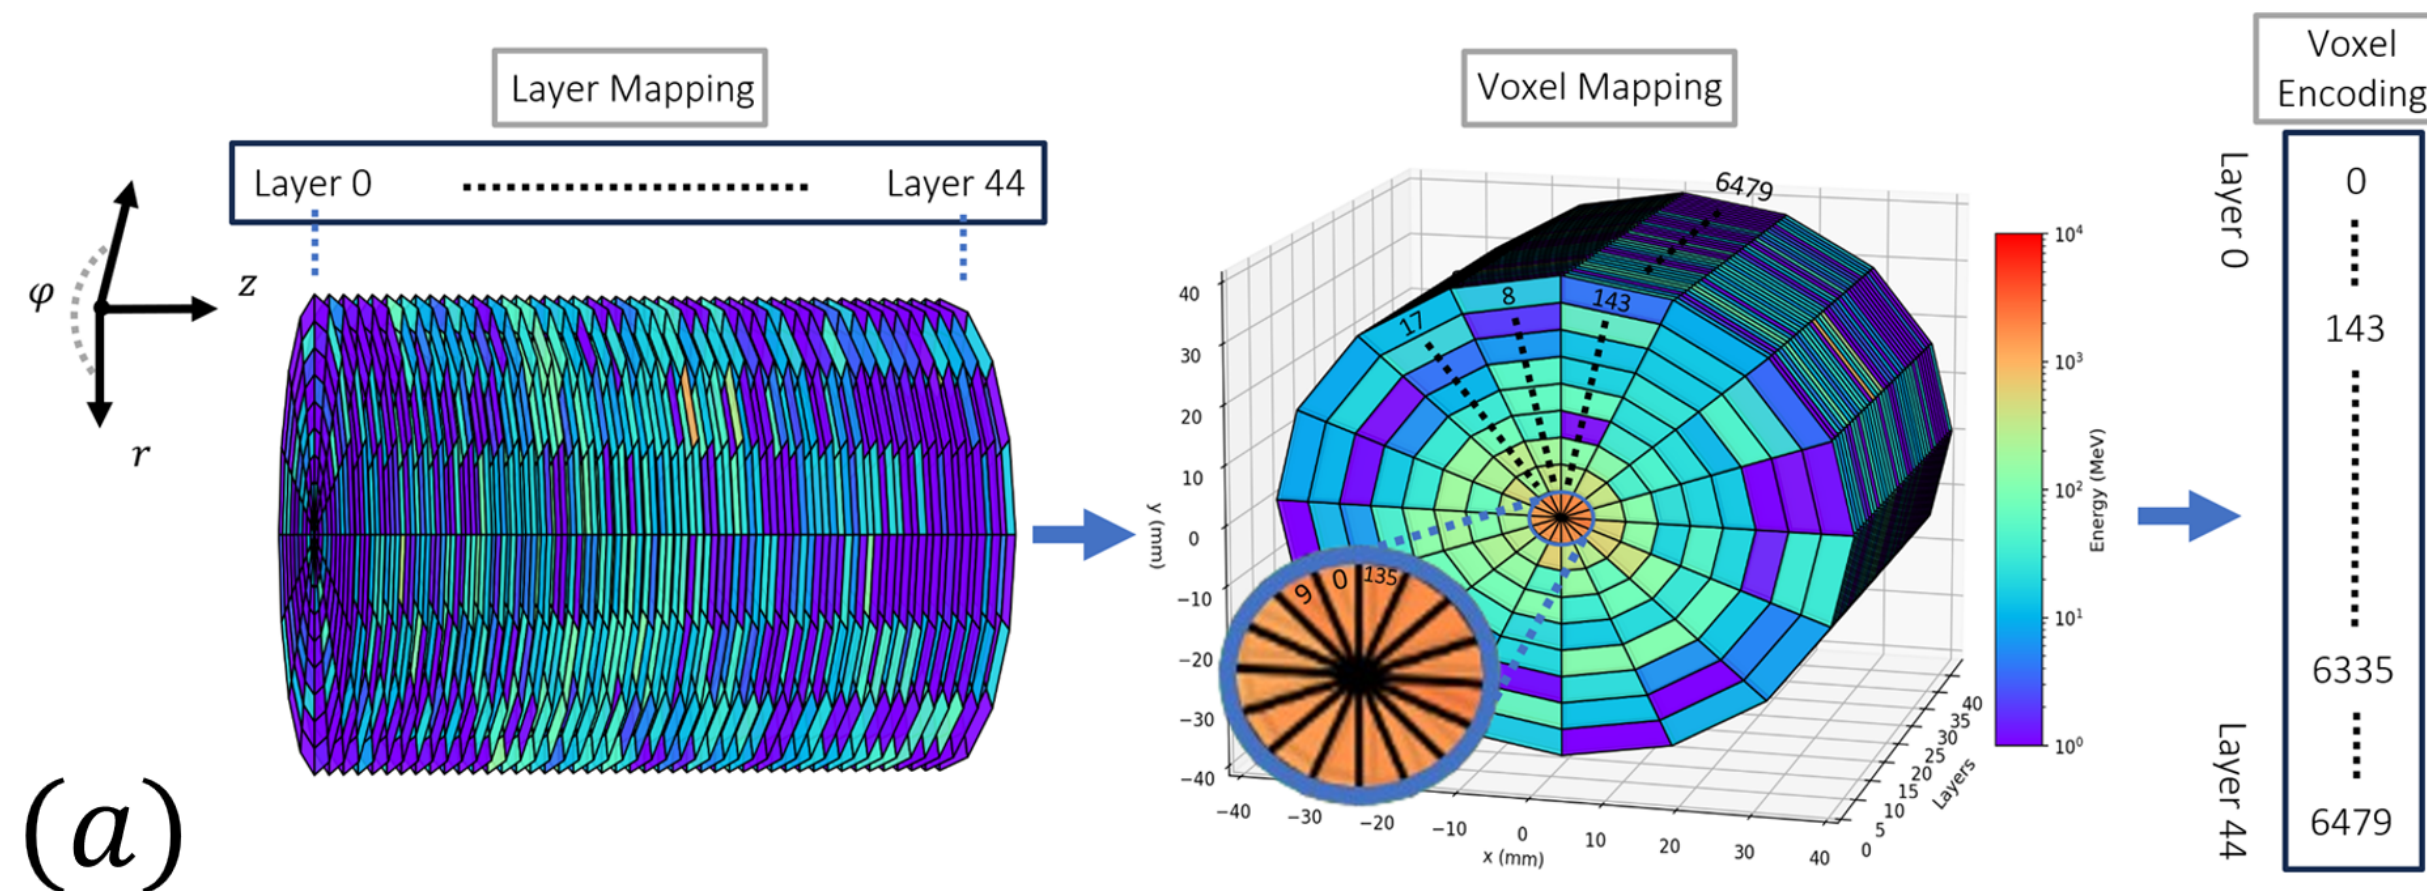 Layer Mapping
Layer 0
Layer 44
φ
z
r
(a)
Voxel Mapping
6479
8
143
17
9
0
135
40
30
20
10
0
−10
−20
−30
−40
y (mm)
−40
−30
−20
−10
0
10
20
30
40
x (mm)
0
5
10
15
20
25
30
35
40
Layers
10⁴
10³
10²
10¹
10⁰
Energy (MeV)
Voxel
Encoding
Layer 0
0
143
6335
6479
Layer 44